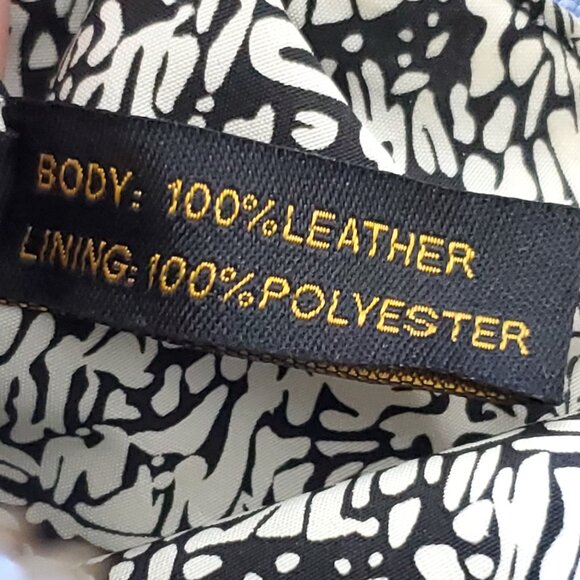 BODY: 100% LEATHER
LINING: 100% POLYESTER